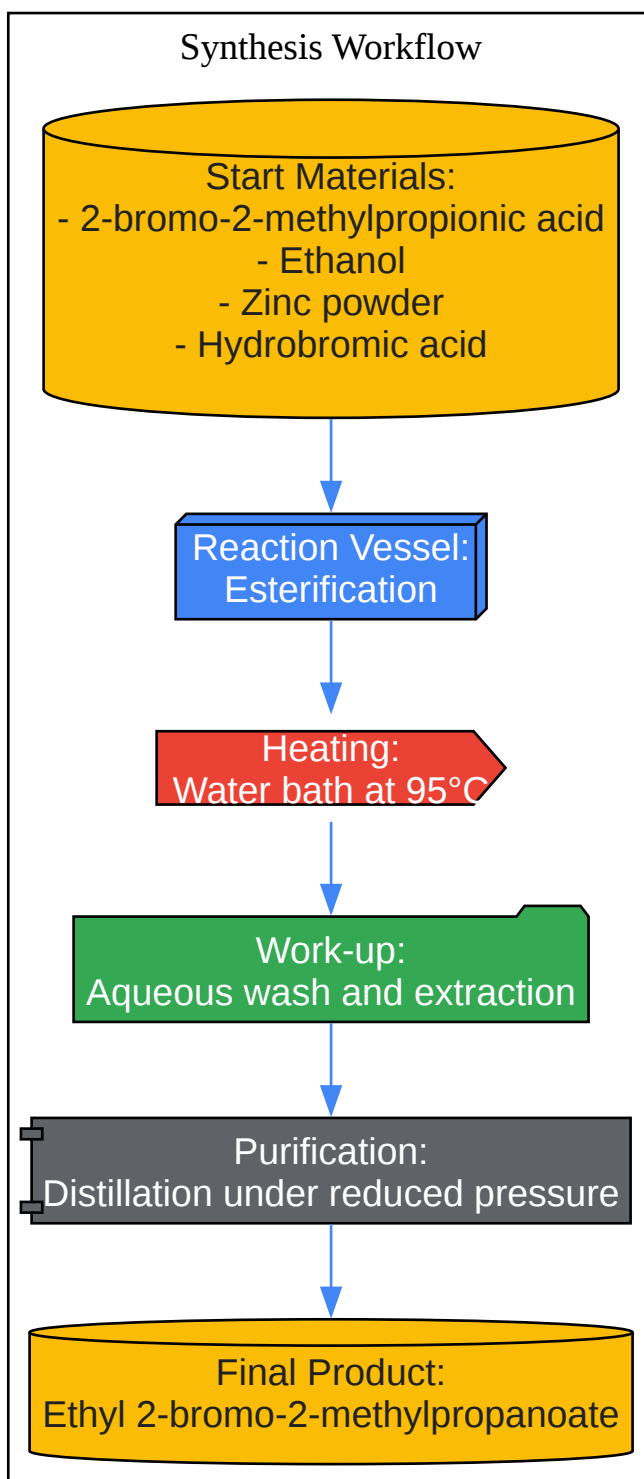 Synthesis Workflow
Start Materials:
- 2-bromo-2-methylpropionic acid
- Ethanol
- Zinc powder
- Hydrobromic acid
Reaction Vessel:
Esterification
Heating:
Water bath at 95°C
Work-up:
Aqueous wash and extraction
Purification:
Distillation under reduced pressure
Final Product:
Ethyl 2-bromo-2-methylpropanoate